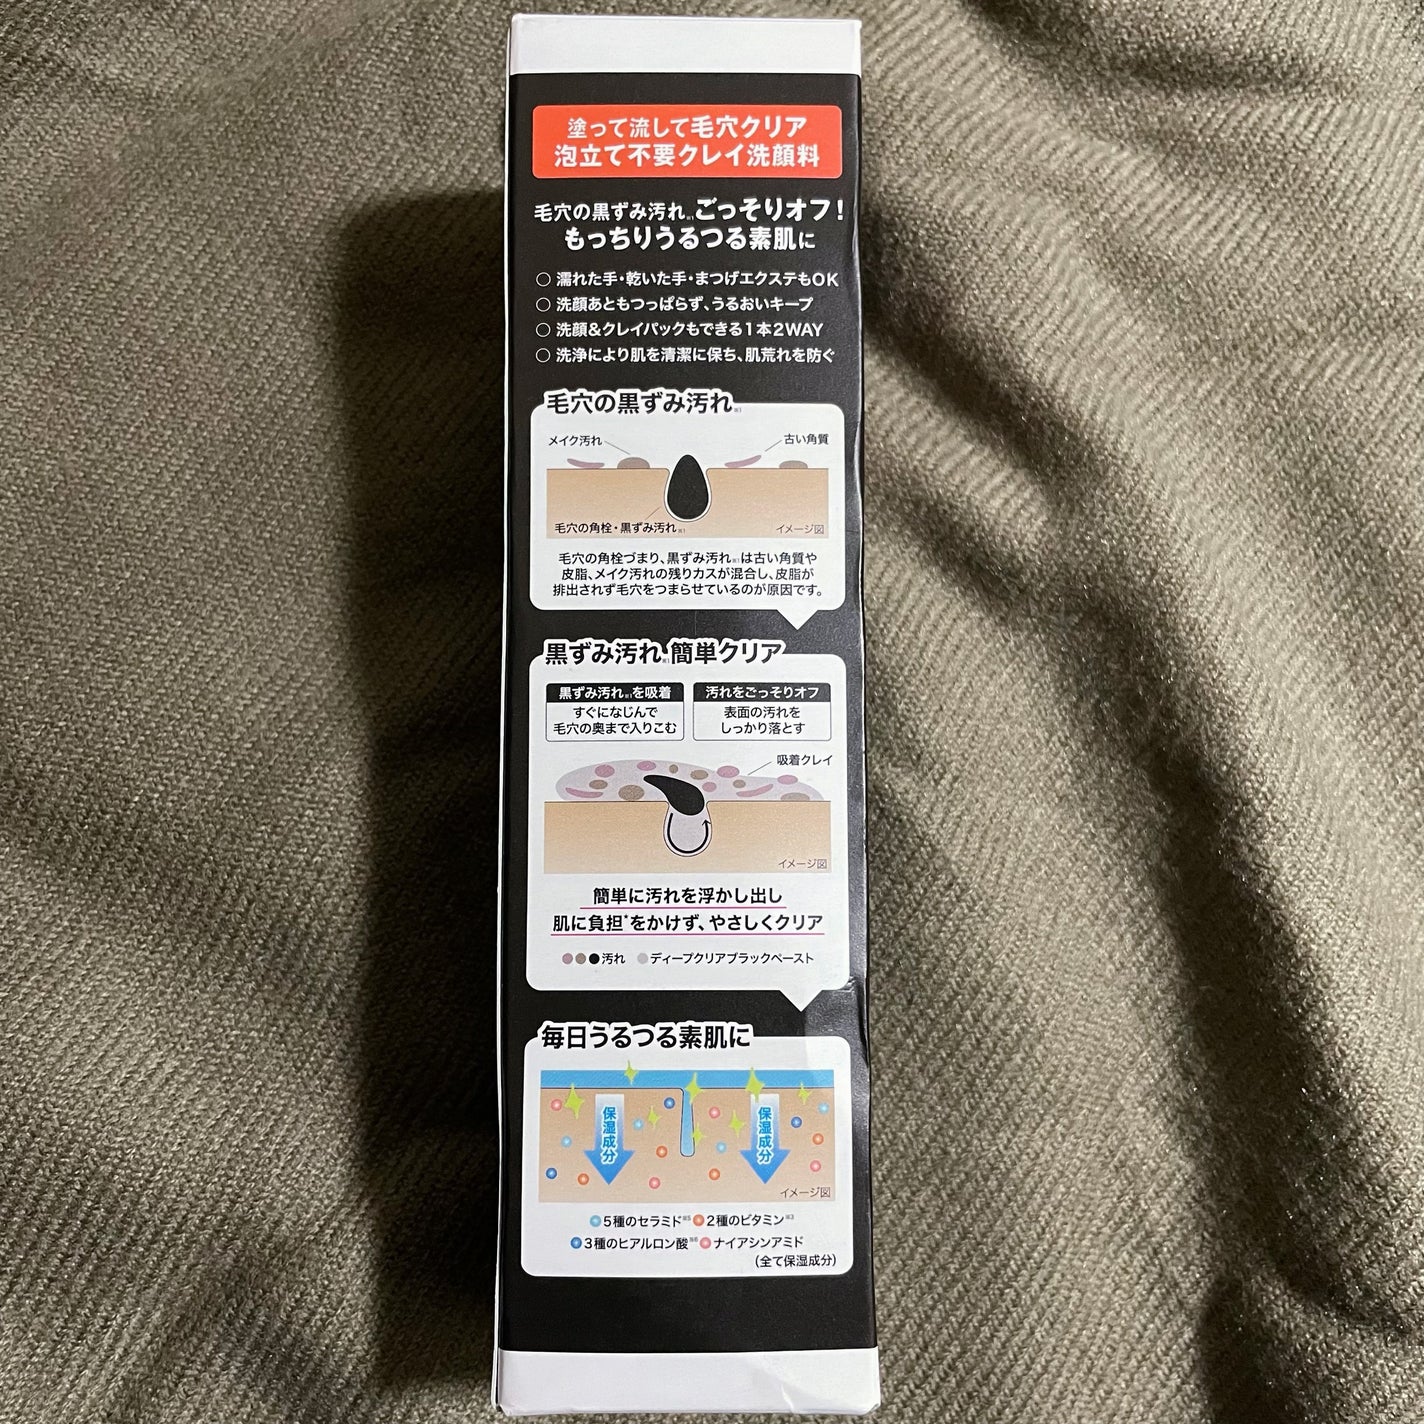 塗って流して毛穴クリア
泡立て不要クレイ洗顔料
毛穴の黒ずみ汚れ※1ごっそりオフ!
もっちりうるつる素肌に
○ 濡れた手・乾いた手・まつげエクステもOK
○ 洗顔あともつっぱらず、うるおいキープ
○ 洗顔&クレイパックもできる1本2WAY
○ 洗浄により肌を清潔に保ち、肌荒れを防ぐ
毛穴の黒ずみ汚れ※1
メイク汚れ
古い角質
毛穴の角栓・黒ずみ汚れ※1
イメージ図
毛穴の角栓づまり、黒ずみ汚れ※1は古い角質や
皮脂、メイク汚れの残りカスが混合し、皮脂が
排出されず毛穴をつまらせているのが原因です。
黒ずみ汚れ※1簡単クリア
黒ずみ汚れ※1を吸着
すぐになじんで
毛穴の奥まで入りこむ
汚れをごっそりオフ
表面の汚れを
しっかり落とす
吸着クレイ
イメージ図
簡単に汚れを浮かし出し
肌に負担*をかけず、やさしくクリア
汚れ ディープクリアブラックペースト
毎日うるつる素肌に
保湿成分
保湿成分
イメージ図
5種のセラミド※5 2種のビタミン※3
3種のヒアルロン酸※6 ナイアシンアミド
(全て保湿成分)